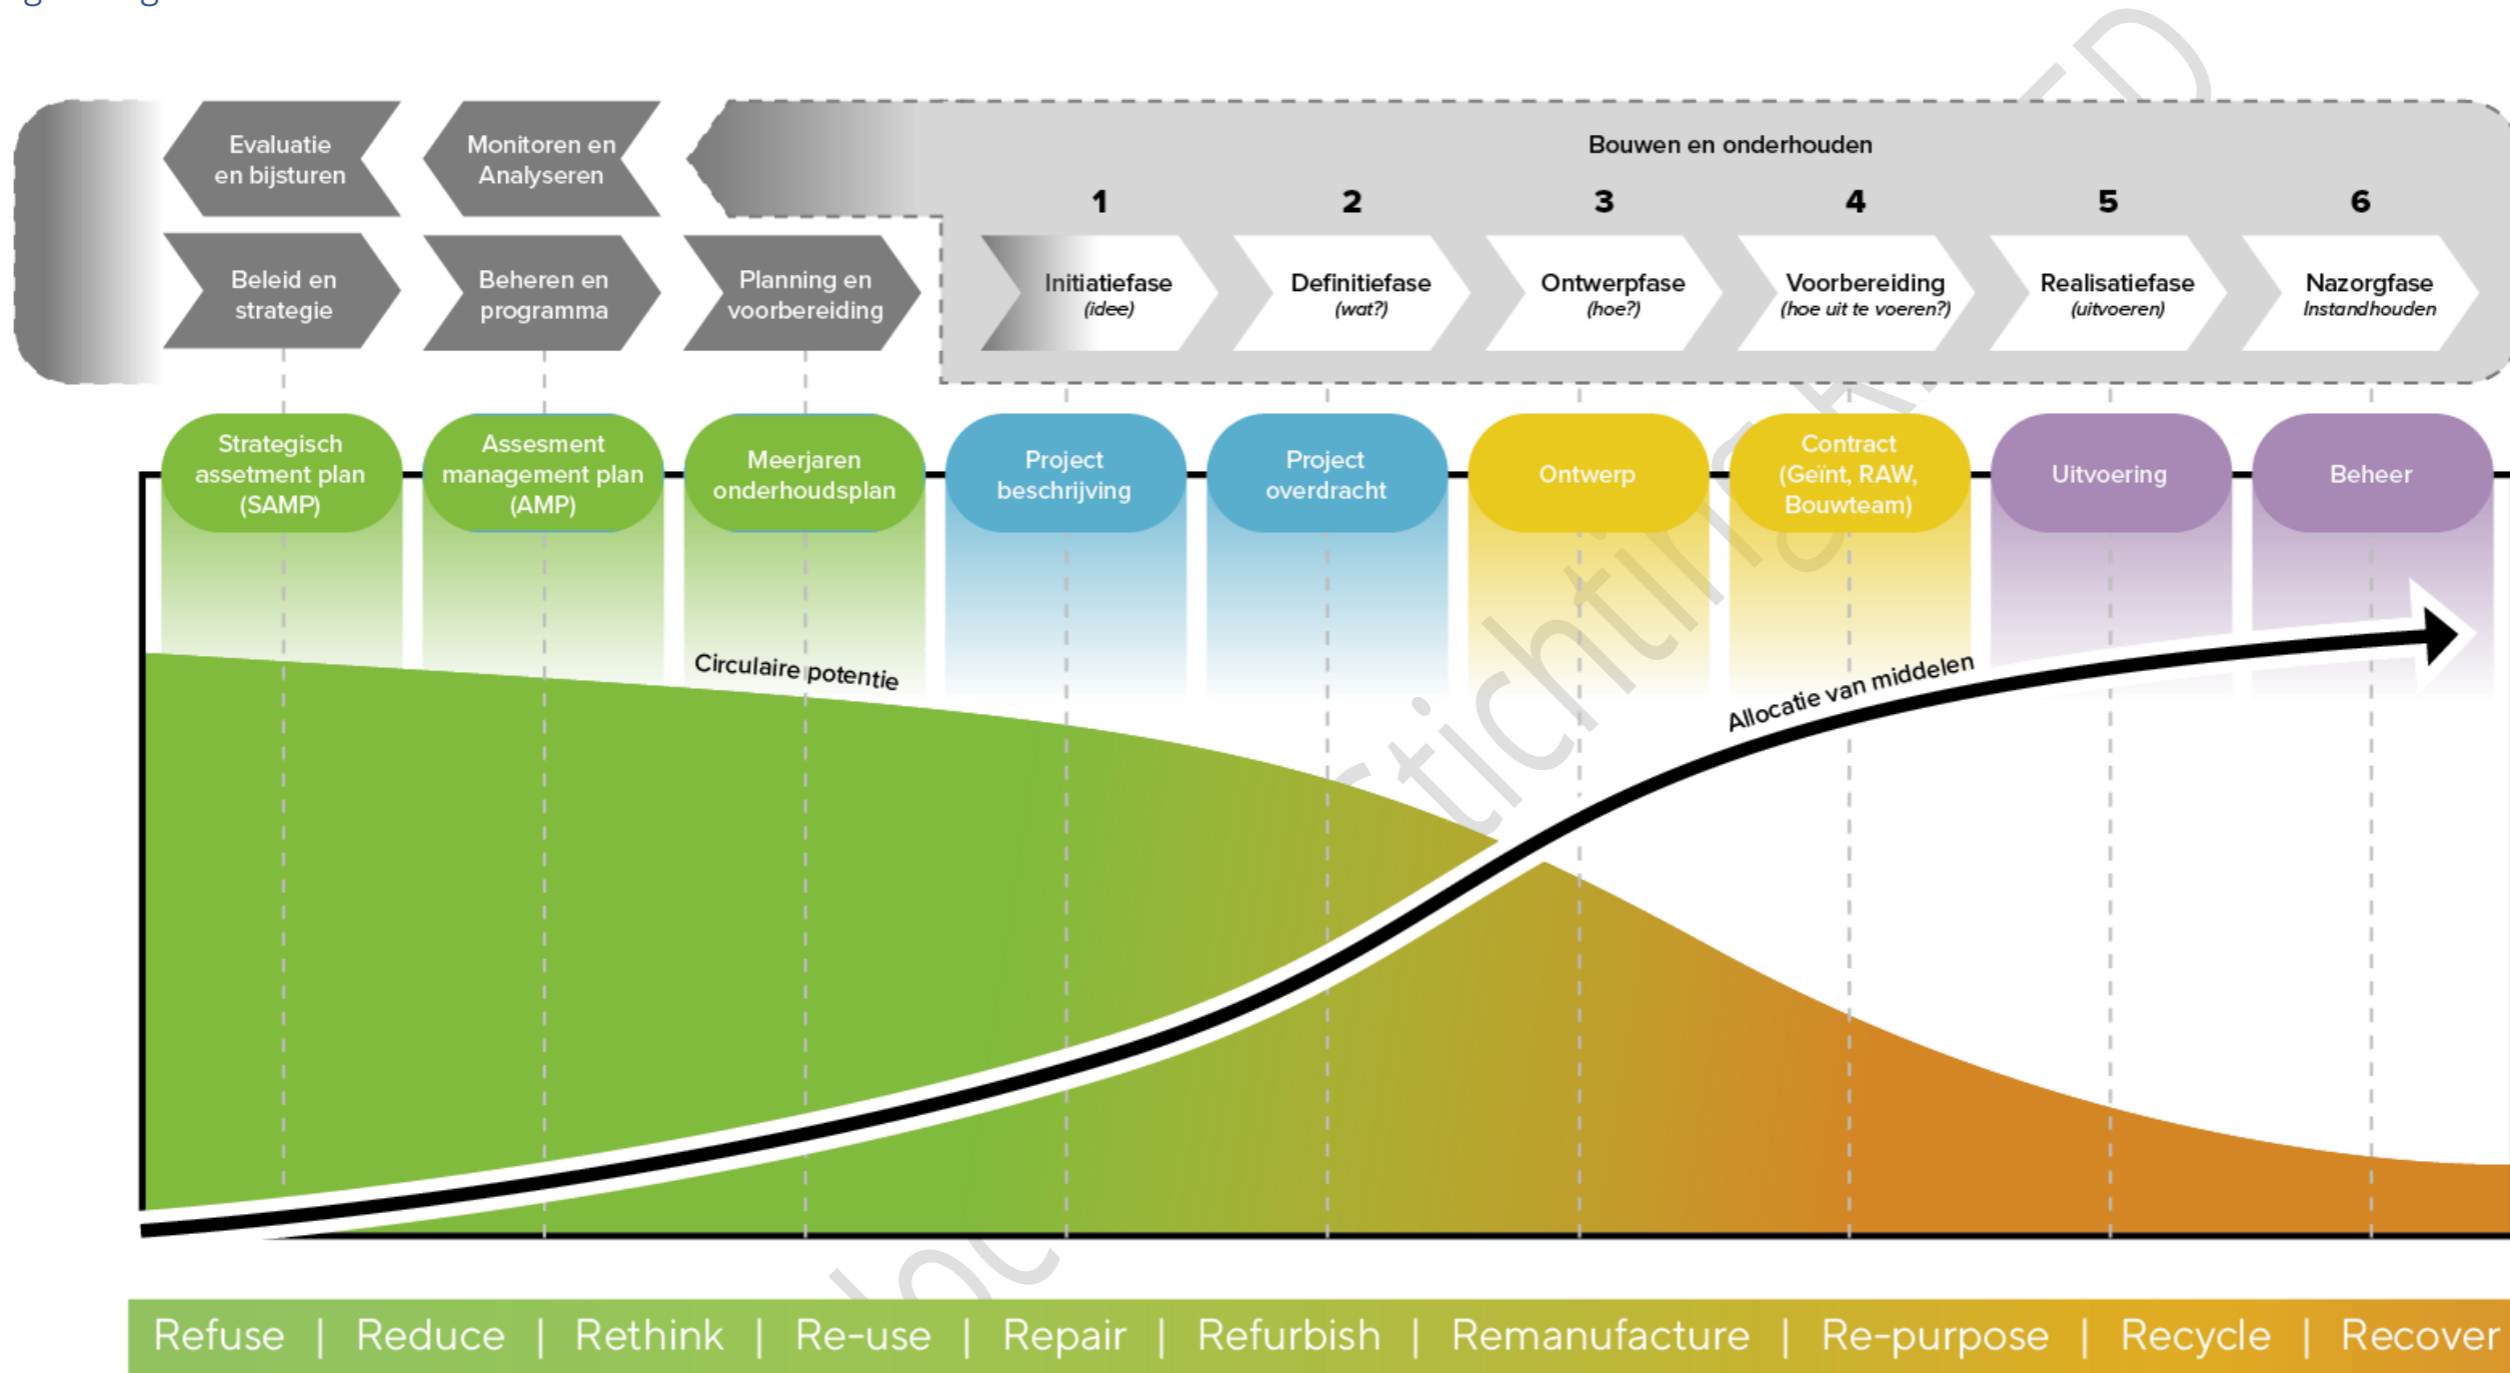 Evaluatie
en bijsturen
Monitoren en
Analyseren
Bouwen en onderhouden
1
2
3
4
5
6
Beleid en
strategie
Beheren en
programma
Planning en
voorbereiding
Initiatiefase
(idee)
Definitiefase
(wat?)
Ontwerpfase
(hoe?)
Voorbereiding
(hoe uit te voeren?)
Realisatiefase
(uitvoeren)
Nazorgfase
Instandhouden
Strategisch
assetment plan
(SAMP)
Assesment
management plan
(AMP)
Meerjaren
onderhoudsplan
Project
beschrijving
Project
overdracht
Ontwerp
Contract
(Geïnt, RAW,
Bouwteam)
Uitvoering
Beheer
Circulaire potentie
Allocatie van middelen
Refuse | Reduce | Rethink | Re-use | Repair | Refurbish | Remanufacture | Re-purpose | Recycle | Recover